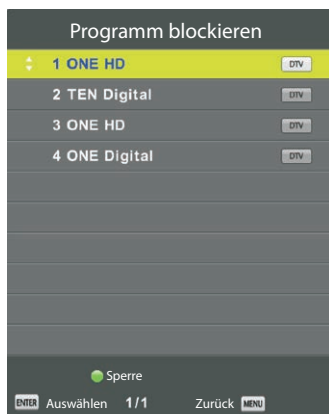 Programm blockieren
1 ONE HD DTV
2 TEN Digital DTV
3 ONE HD DTV
4 ONE Digital DTV
Sperre
ENTER Auswählen 1/1 Zurück MENU